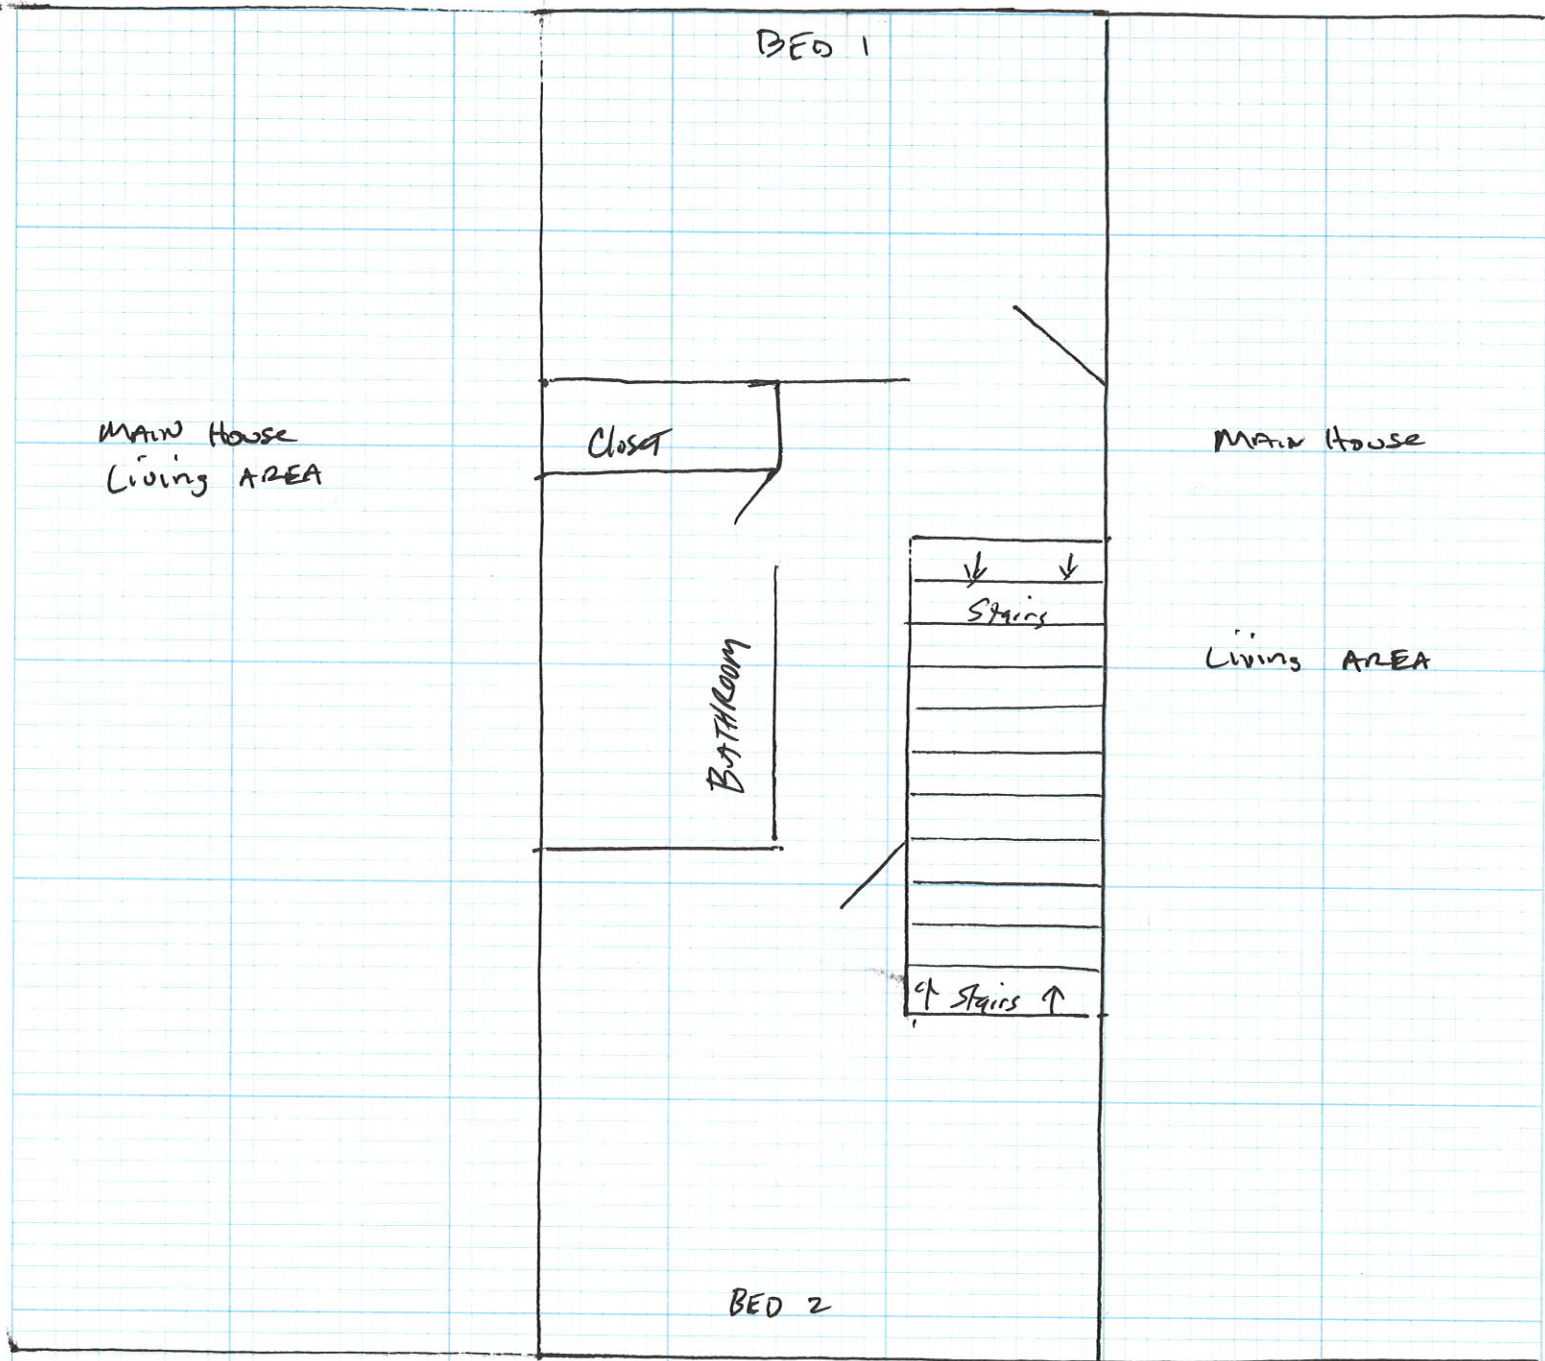 BED 1
MAIN House
Living AREA
Closet
MAIN House
Stairs
Living AREA
BATHROOM
Stairs
BED 2